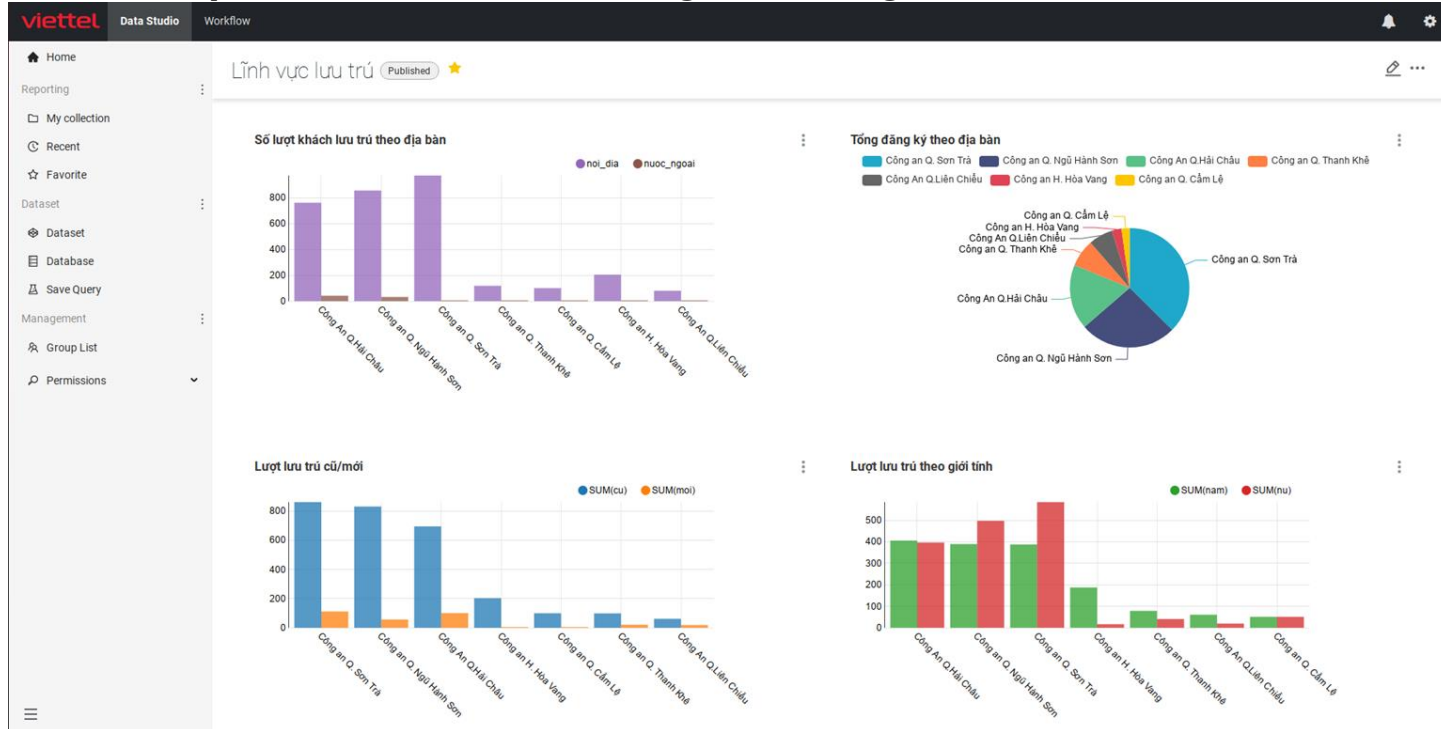 viettel Data Studio Workflow
Home
Reporting
My collection
Recent
Favorite
Dataset
Dataset
Database
Save Query
Management
Group List
Permissions
Lĩnh vực lưu trú Published
Số lượt khách lưu trú theo địa bàn
noi_dia nuoc_ngoai
800
600
400
200
0
Công An Q.Hải Châu
Công an Q. Ngũ Hành Sơn
Công an Q. Sơn Trà
Công an Q. Thanh Khê
Công an Q. Cẩm Lệ
Công an H. Hòa Vang
Công An Q.Liên Chiểu
Tổng đăng ký theo địa bàn
Công an Q. Sơn Trà Công an Q. Ngũ Hành Sơn Công An Q.Hải Châu Công an Q. Thanh Khê
Công An Q.Liên Chiểu Công an H. Hòa Vang Công an Q. Cẩm Lệ
Công an Q. Cẩm Lệ
Công an H. Hòa Vang
Công An Q.Liên Chiểu
Công an Q. Thanh Khê
Công an Q. Sơn Trà
Công An Q.Hải Châu
Công an Q. Ngũ Hành Sơn
Lượt lưu trú cũ/mới
SUM(cu) SUM(moi)
800
600
400
200
0
Công an Q. Sơn Trà
Công an Q. Ngũ Hành Sơn
Công An Q.Hải Châu
Công an H. Hòa Vang
Công an Q. Cẩm Lệ
Công an Q. Thanh Khê
Công An Q.Liên Chiểu
Lượt lưu trú theo giới tính
SUM(nam) SUM(nu)
500
400
300
200
100
0
Công An Q.Hải Châu
Công an Q. Ngũ Hành Sơn
Công an Q. Sơn Trà
Công an H. Hòa Vang
Công an Q. Thanh Khê
Công An Q.Liên Chiểu
Công an Q. Cẩm Lệ